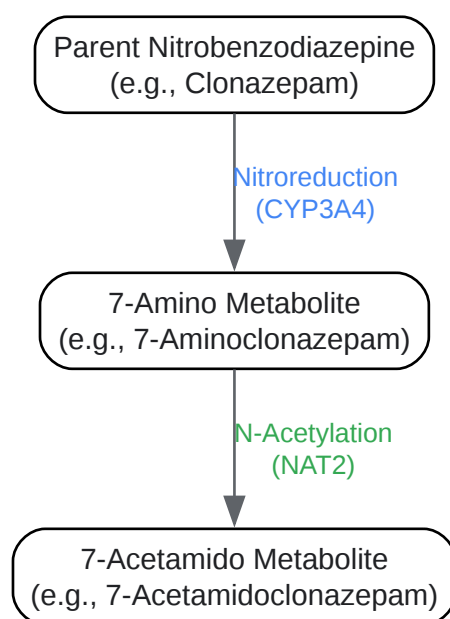 Parent Nitrobenzodiazepine
(e.g., Clonazepam)
Nitroreduction
(CYP3A4)
7-Amino Metabolite
(e.g., 7-Aminoclonazepam)
N-Acetylation
(NAT2)
7-Acetamido Metabolite
(e.g., 7-Acetamidoclonazepam)